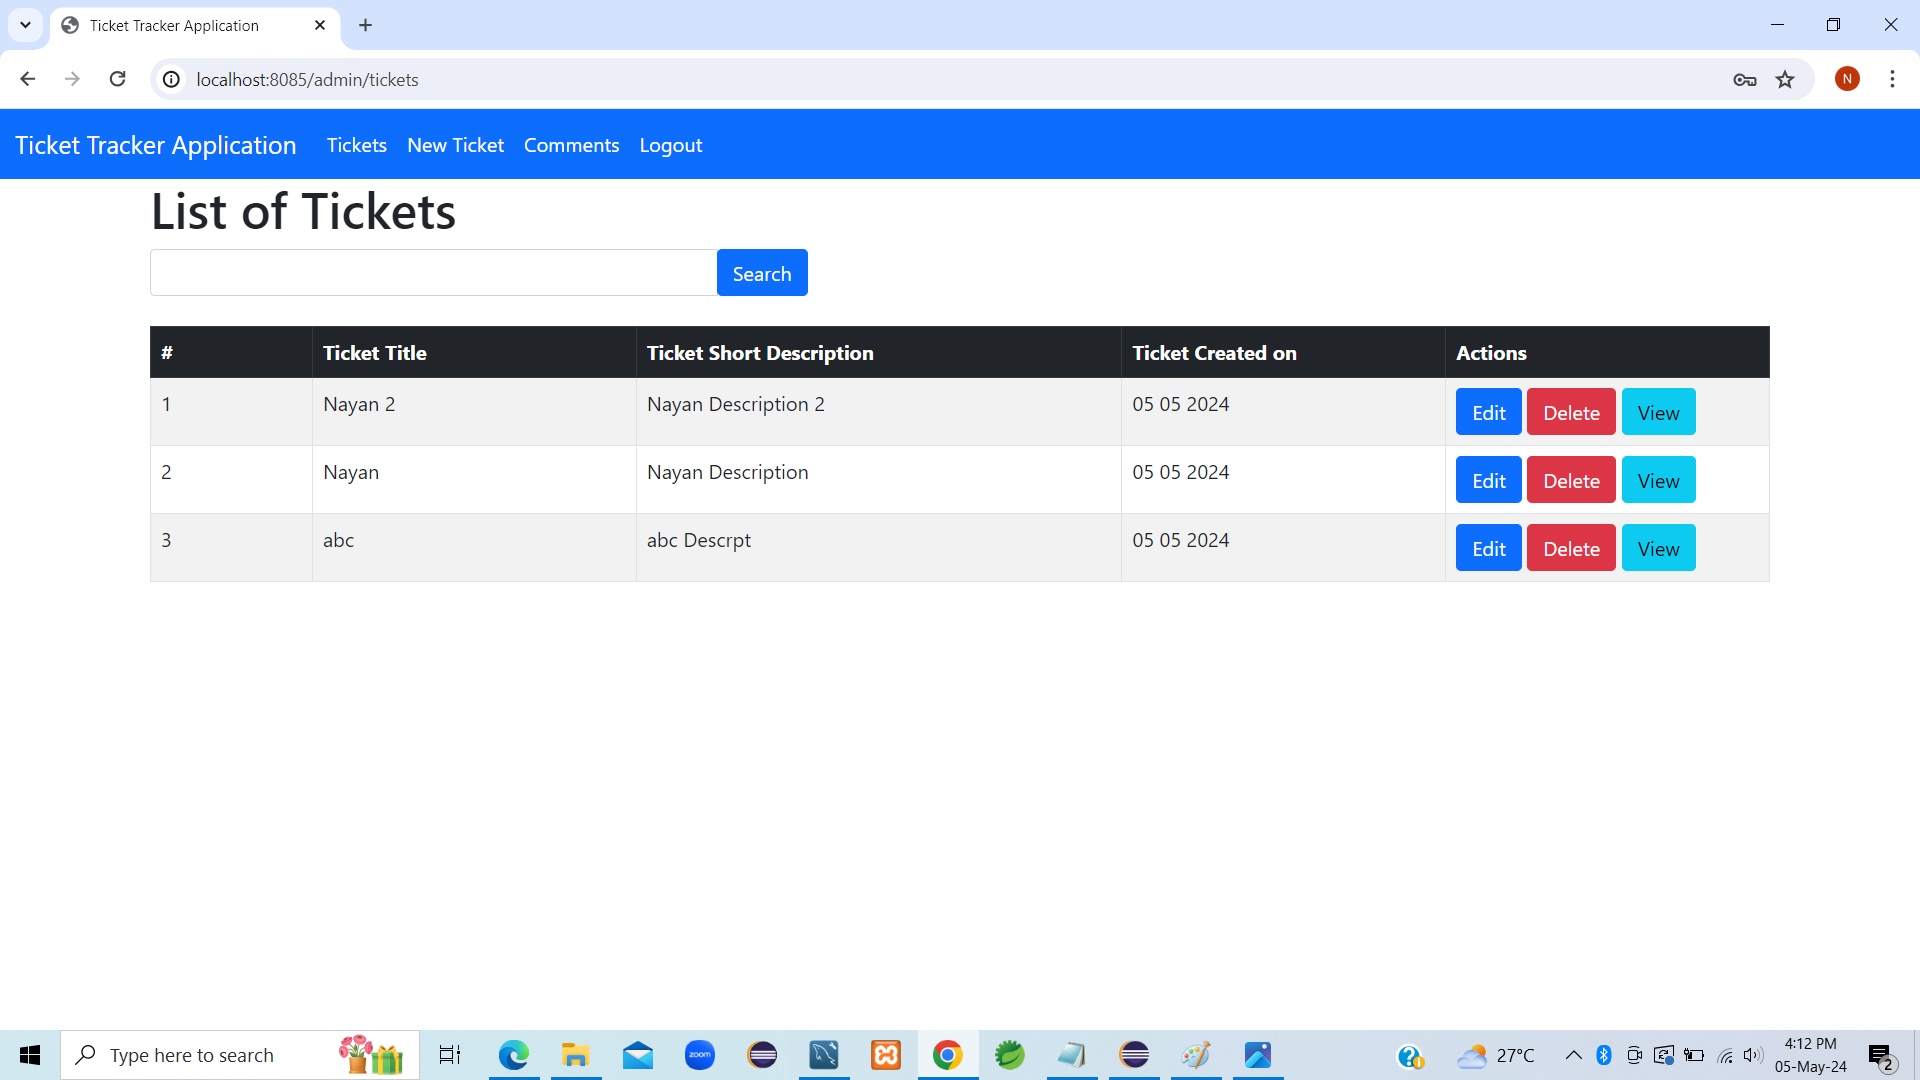 Ticket Tracker Application
localhost:8085/admin/tickets
N
Ticket Tracker Application Tickets New Ticket Comments Logout
List of Tickets
Search
# Ticket Title Ticket Short Description Ticket Created on Actions
1 Nayan 2 Nayan Description 2 05 05 2024 Edit Delete View
2 Nayan Nayan Description 05 05 2024 Edit Delete View
3 abc abc Descrpt 05 05 2024 Edit Delete View
Type here to search
zoom
27°C
4:12 PM
05-May-24
2